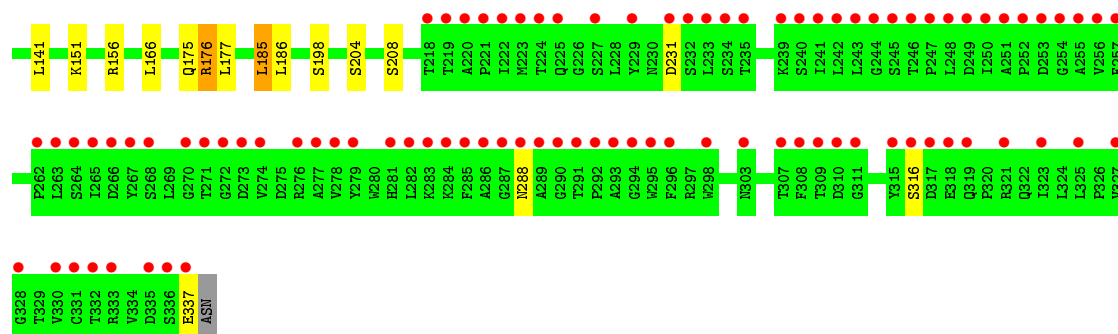 L141 K151 R156 L166 Q175 R176 L177 L185 L186 S198 S204 S208 T218 T219 A220 P221 I222 M223 T224 Q225 G226 S227 L228 Y229 N230 D231 S232 L233 S234 T235 K239 S240 I241 L242 L243 G244 S245 T246 P247 L248 D249 I250 A251 P252 D253 G254 A255 V256
P262 L263 S264 I265 D266 Y267 S268 L269 G270 T271 G272 D273 V274 D275 R276 A277 V278 Y279 W280 H281 L282 K283 K284 F285 A286 G287 N288 A289 G290 T291 P292 A293 G294 W295 F296 R297 W298 N303 T307 F308 T309 D310 G311 Y315 S316 D317 E318 Q319 P320 R321 Q322 I323 L324 L325 P326
G328 T329 V330 C331 T332 R333 V334 D335 S336 E337 ASN